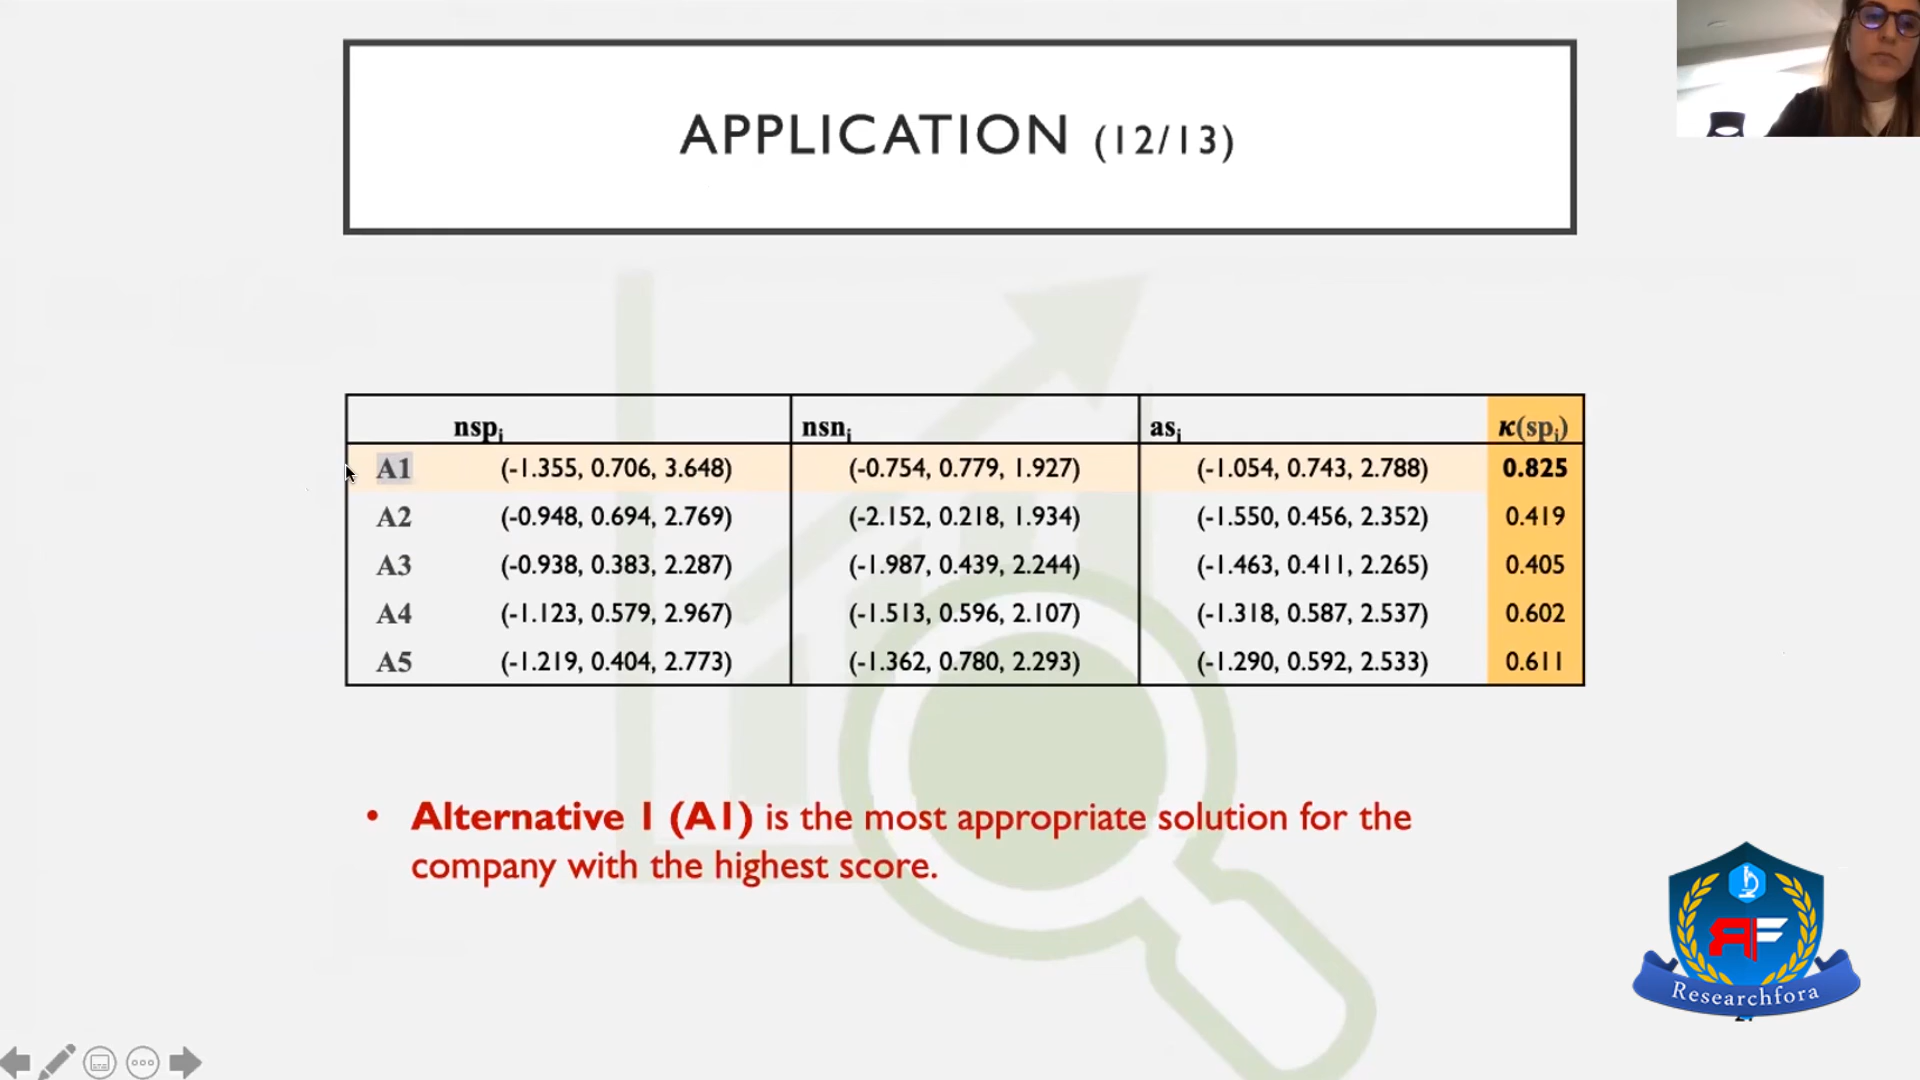 APPLICATION (12/13)
nspi nsni asi κ(spi)
A1 (-1.355, 0.706, 3.648) (-0.754, 0.779, 1.927) (-1.054, 0.743, 2.788) 0.825
A2 (-0.948, 0.694, 2.769) (-2.152, 0.218, 1.934) (-1.550, 0.456, 2.352) 0.419
A3 (-0.938, 0.383, 2.287) (-1.987, 0.439, 2.244) (-1.463, 0.411, 2.265) 0.405
A4 (-1.123, 0.579, 2.967) (-1.513, 0.596, 2.107) (-1.318, 0.587, 2.537) 0.602
A5 (-1.219, 0.404, 2.773) (-1.362, 0.780, 2.293) (-1.290, 0.592, 2.533) 0.611
• Alternative 1 (A1) is the most appropriate solution for the
company with the highest score.
RF
Researchfora